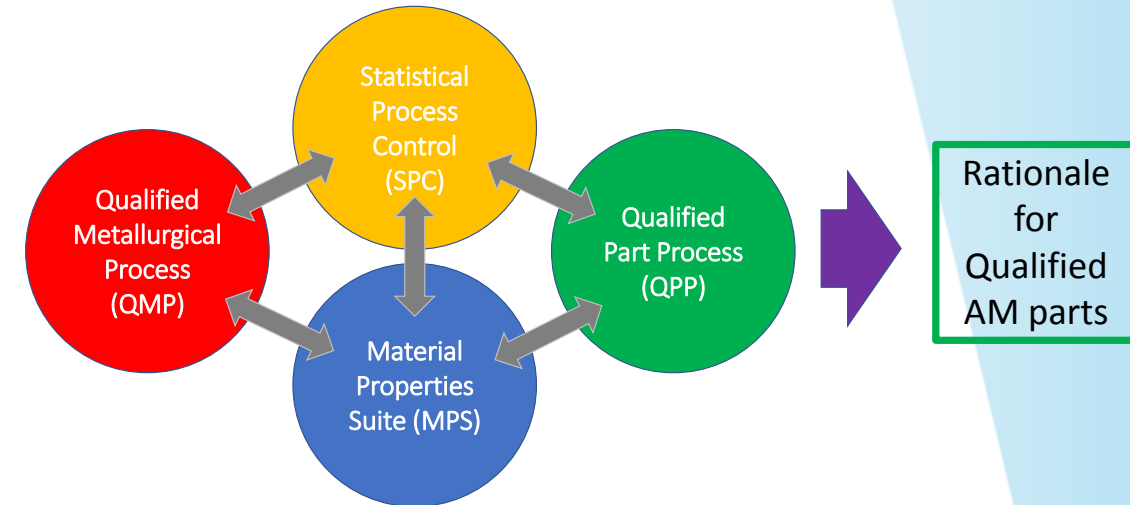 Statistical
Process
Control
(SPC)
Qualified
Metallurgical
Process
(QMP)
Qualified
Part Process
(QPP)
Material
Properties
Suite (MPS)
Rationale
for
Qualified
AM parts